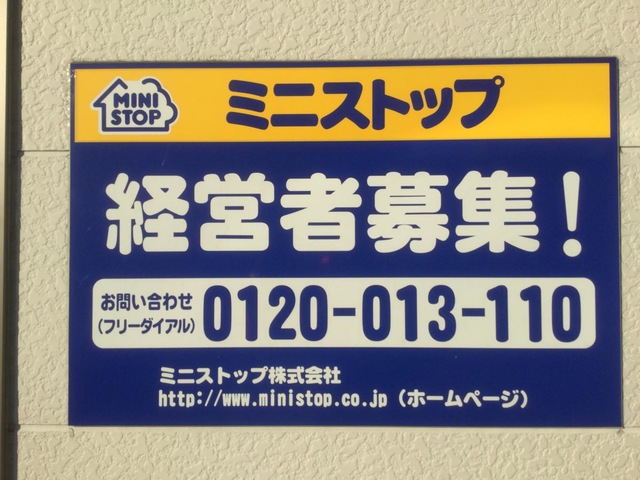 MINI
STOP
ミニストップ
経営者募集!
お問い合わせ
(フリーダイアル)
0120-013-110
ミニストップ株式会社
http://www.ministop.co.jp (ホームページ)